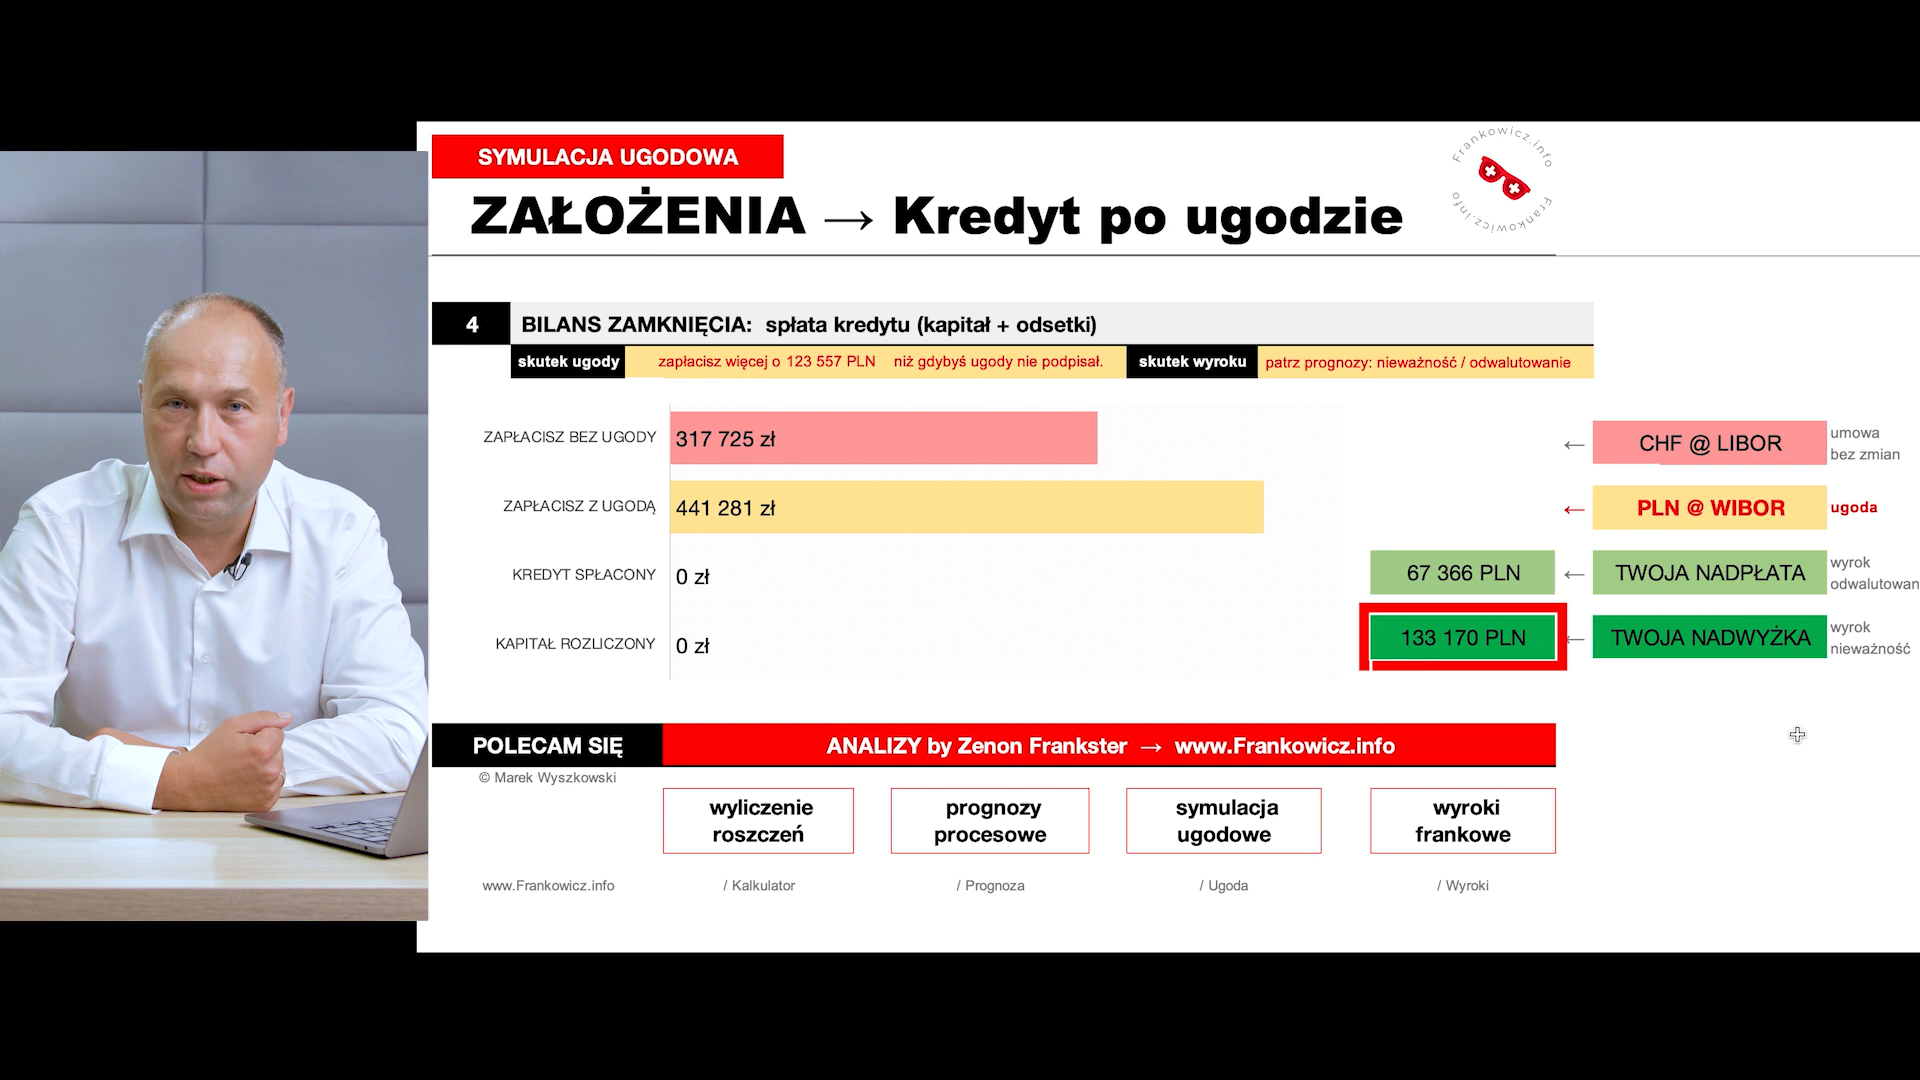 SYMULACJA UGODOWA
ZAŁOŻENIA → Kredyt po ugodzie
Frankowicz.info
Frankowicz.info
4 BILANS ZAMKNIĘCIA: spłata kredytu (kapitał + odsetki)
skutek ugody zapłacisz więcej o 123 557 PLN niż gdybyś ugody nie podpisał. skutek wyroku patrz prognozy: nieważność / odwalutowanie
ZAPŁACISZ BEZ UGODY 317 725 zł ← CHF @ LIBOR umowa
bez zmian
ZAPŁACISZ Z UGODĄ 441 281 zł ← PLN @ WIBOR ugoda
KREDYT SPŁACONY 0 zł 67 366 PLN ← TWOJA NADPŁATA wyrok
odwalutowan
KAPITAŁ ROZLICZONY 0 zł 133 170 PLN ← TWOJA NADWYŻKA wyrok
nieważność
POLECAM SIĘ ANALIZY by Zenon Frankster → www.Frankowicz.info
© Marek Wyszkowski
wyliczenie
roszczeń
prognozy
procesowe
symulacja
ugodowe
wyroki
frankowe
www.Frankowicz.info / Kalkulator / Prognoza / Ugoda / Wyroki